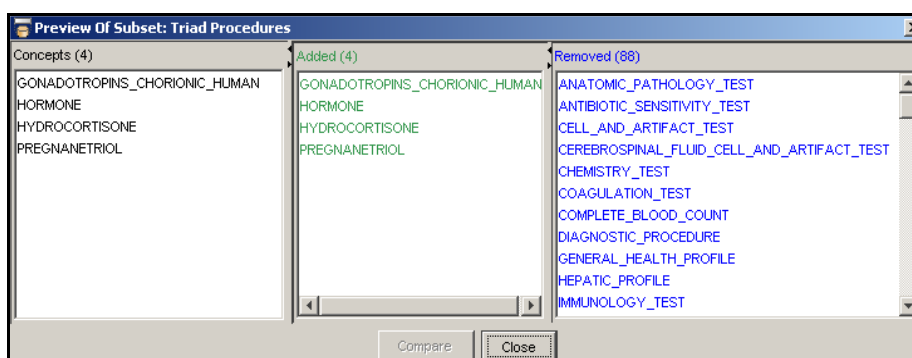 Preview Of Subset: Triad Procedures
Concepts (4)
GONADOTROPINS_CHORIONIC_HUMAN
HORMONE
HYDROCORTISONE
PREGNANETRIOL
Added (4)
GONADOTROPINS_CHORIONIC_HUMAN
HORMONE
HYDROCORTISONE
PREGNANETRIOL
Removed (88)
ANATOMIC_PATHOLOGY_TEST
ANTIBIOTIC_SENSITIVITY_TEST
CELL_AND_ARTIFACT_TEST
CEREBROSPINAL_FLUID_CELL_AND_ARTIFACT_TEST
CHEMISTRY_TEST
COAGULATION_TEST
COMPLETE_BLOOD_COUNT
DIAGNOSTIC_PROCEDURE
GENERAL_HEALTH_PROFILE
HEPATIC_PROFILE
IMMUNOLOGY_TEST
Compare
Close